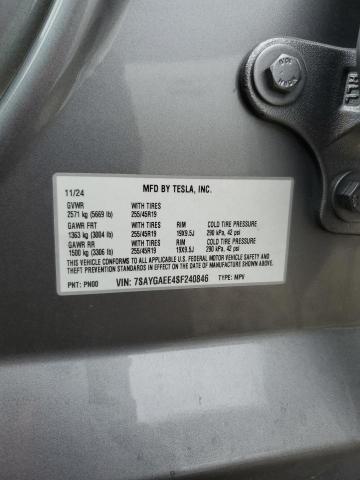 11/24 MFD BY TESLA, INC.
GVWR WITH TIRES
2571 kg (5669 lb) 255/45R19
GAWR FRT WITH TIRES RIM COLD TIRE PRESSURE
1363 kg (3004 lb) 255/45R19 19X9.5J 290 kPa, 42 psi
GAWR RR WITH TIRES RIM COLD TIRE PRESSURE
1500 kg (3306 lb) 255/45R19 19X9.5J 290 kPa, 42 psi
THIS VEHICLE CONFORMS TO ALL APPLICABLE U.S. FEDERAL MOTOR VEHICLE SAFETY
STANDARDS IN EFFECT ON THE DATE OF MANUFACTURE SHOWN ABOVE.
PNT: PN00 VIN: 7SAYGAEE4SF240846 TYPE: MPV